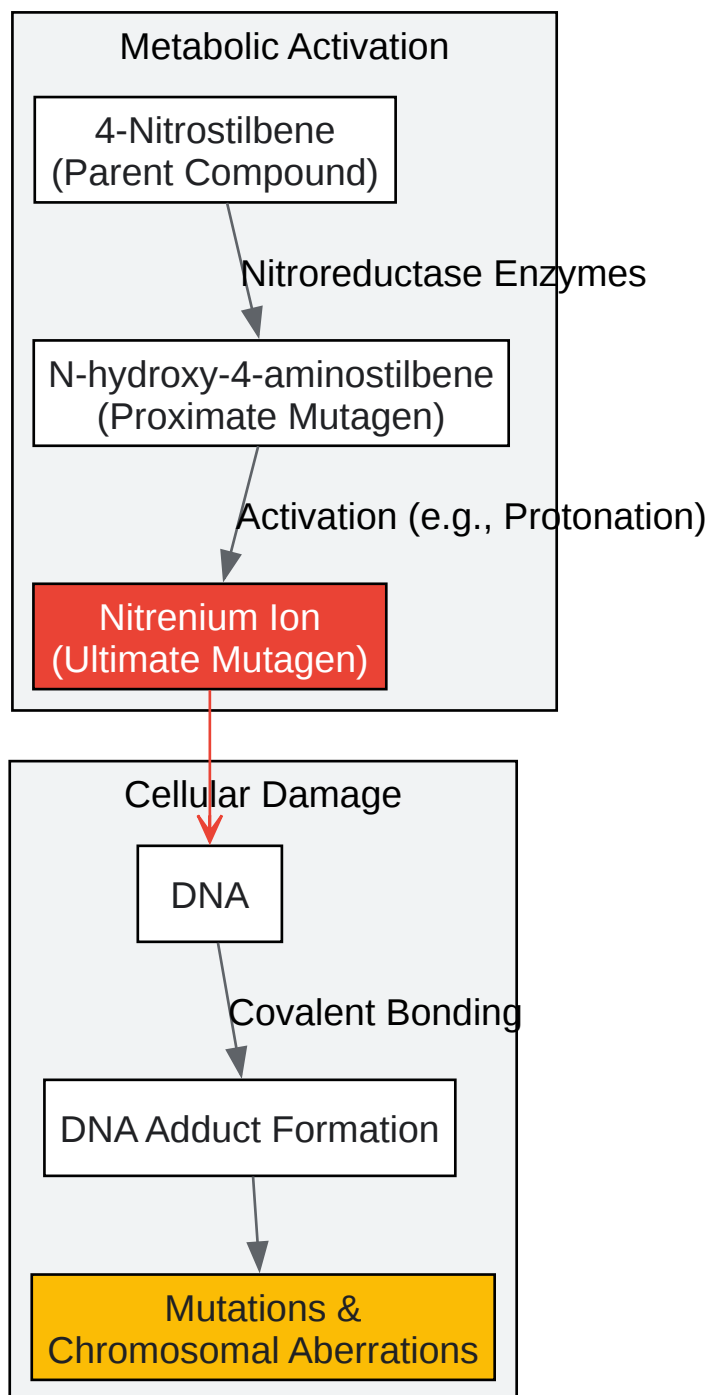 Metabolic Activation
4-Nitrostilbene
(Parent Compound)
Nitroreductase Enzymes
N-hydroxy-4-aminostilbene
(Proximate Mutagen)
Activation (e.g., Protonation)
Nitrenium Ion
(Ultimate Mutagen)
Cellular Damage
DNA
Covalent Bonding
DNA Adduct Formation
Mutations &
Chromosomal Aberrations